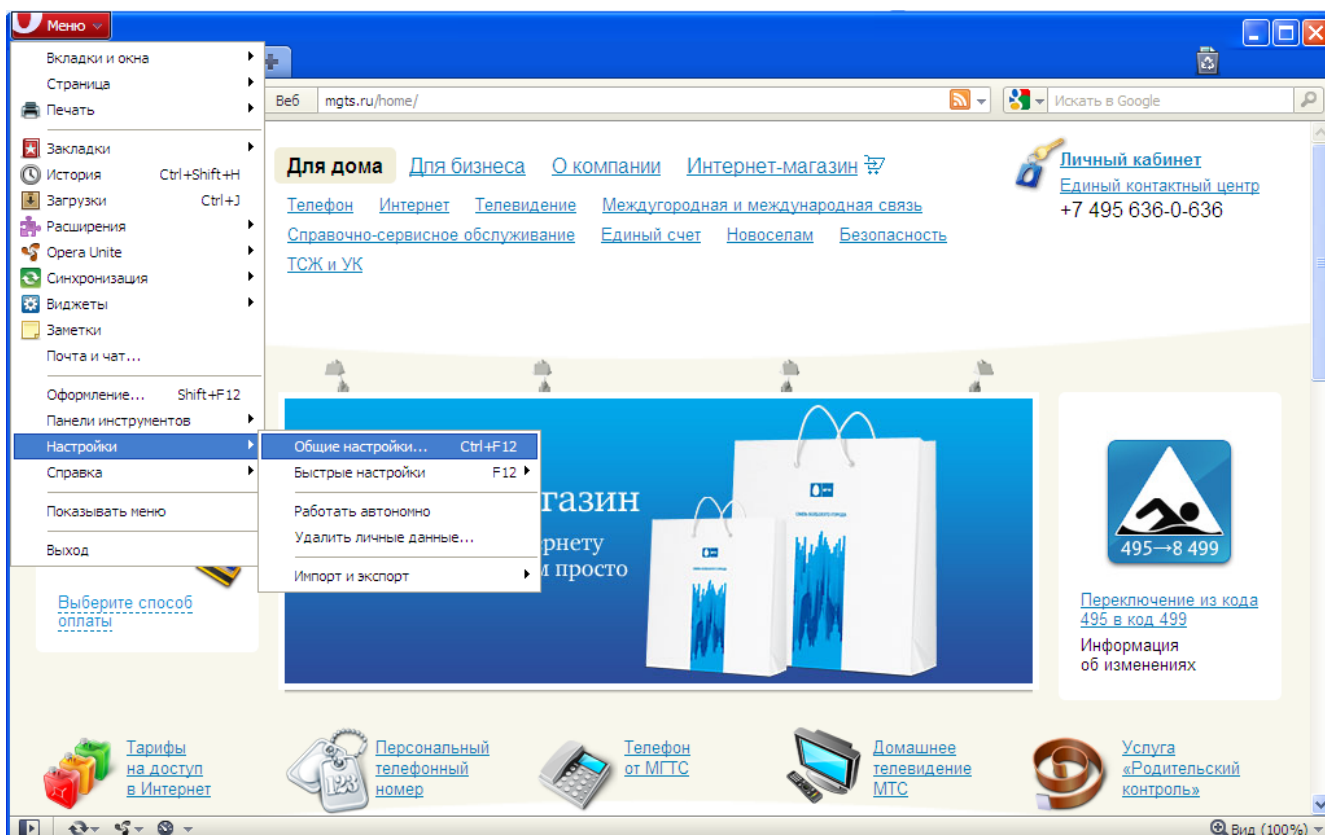 Меню
Вкладки и окна
Страница
Печать
Закладки
История Ctrl+Shift+H
Загрузки Ctrl+J
Расширения
Opera Unite
Синхронизация
Виджеты
Заметки
Почта и чат...
Оформление... Shift+F12
Панели инструментов
Настройки
Справка
Показывать меню
Выход
Общие настройки... Ctrl+F12
Быстрые настройки F12
Работать автономно
Удалить личные данные...
Импорт и экспорт
Веб mgts.ru/home/
Искать в Google
Для дома Для бизнеса О компании Интернет-магазин
Личный кабинет
Единый контактный центр
+7 495 636-0-636
Телефон Интернет Телевидение Междугородная и международная связь
Справочно-сервисное обслуживание Единый счет Новоселам Безопасность
ТСЖ и УК
газин
рнету
просто
495→8 499
Выберите способ
оплаты
Переключение из кода
495 в код 499
Информация
об изменениях
Тарифы
на доступ
в Интернет
123
Персональный
телефонный
номер
Телефон
от МГТС
Домашнее
телевидение
МТС
Услуга
«Родительский
контроль»
Вид (100%)